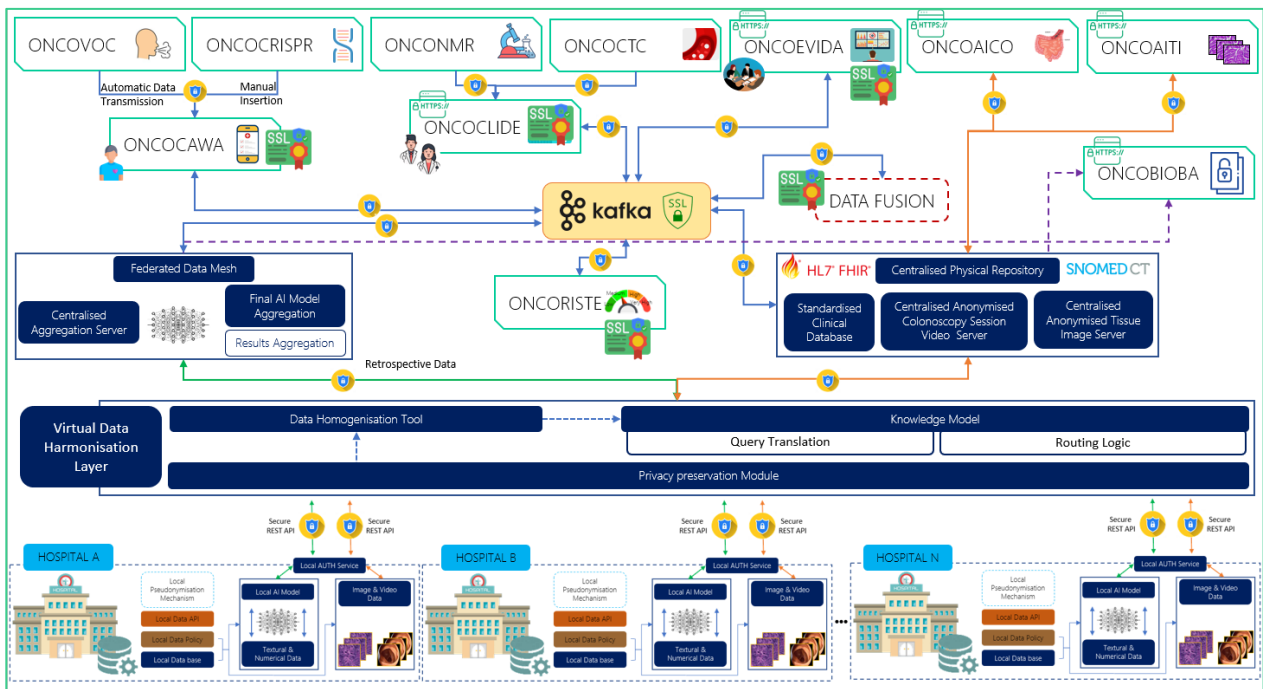 ONCOVOC
ONCOCRISPR
ONCONMR
ONCOCTC
HTTPS://
ONCOEVIDA
SSL
HTTPS://
ONCOAICO
HTTPS://
ONCOAITI
Automatic Data
Transmission
Manual
Insertion
ONCOCAWA
SSL
HTTPS://
ONCOCLIDE
SSL
HTTPS://
ONCOBIOBA
kafka
SSL
SSL
DATA FUSION
Federated Data Mesh
Centralised
Aggregation Server
Final AI Model
Aggregation
Results Aggregation
ONCORISTE
SSL
HL7® FHIR®
Centralised Physical Repository
SNOMED CT
Standardised
Clinical
Database
Centralised Anonymised
Colonoscopy Session
Video Server
Centralised
Anonymised Tissue
Image Server
Retrospective Data
Virtual Data
Harmonisation
Layer
Data Homogenisation Tool
Knowledge Model
Query Translation
Routing Logic
Privacy preservation Module
Secure
REST API
Secure
REST API
Secure
REST API
Secure
REST API
Secure
REST API
Secure
REST API
HOSPITAL A
HOSPITAL
Local
Pseudonymisation
Mechanism
Local Data API
Local Data Policy
Local Data base
Local AUTH Service
Local AI Model
Textural &
Numerical Data
Image & Video
Data
HOSPITAL B
HOSPITAL
Local
Pseudonymisation
Mechanism
Local Data API
Local Data Policy
Local Data base
Local AUTH Service
Local AI Model
Textural &
Numerical Data
Image & Video
Data
...
HOSPITAL N
HOSPITAL
Local
Pseudonymisation
Mechanism
Local Data API
Local Data Policy
Local Data base
Local AUTH Service
Local AI Model
Textural &
Numerical Data
Image & Video
Data